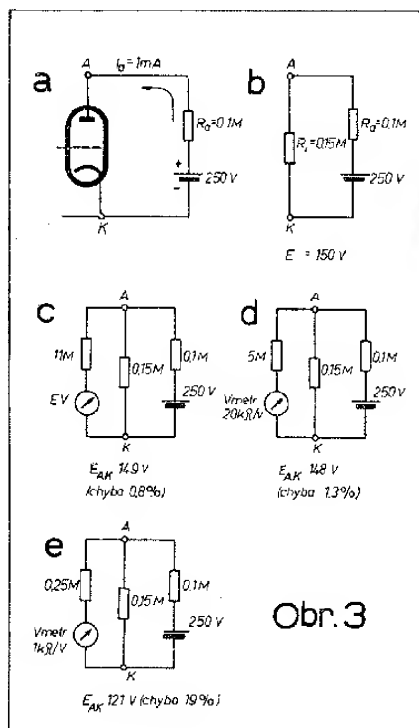 a
A
Ia=1mA
Ra=0,1M
+
-
250 V
K
b
A
Ri=0,15M
Ra=0,1M
250 V
K
E = 150 V
c
A
11M
0,15M
0,1M
EV
250 V
K
EAK 149 V
(chyba 0,8%)
d
A
5M
0,15M
0,1M
Vmetr
20kΩ/V
250 V
K
EAK 148 V
(chyba 1,3%)
e
A
0,25M
0,15M
0,1M
Vmetr
1kΩ/V
250 V
K
EAK 121 V (chyba 19%)
Obr. 3